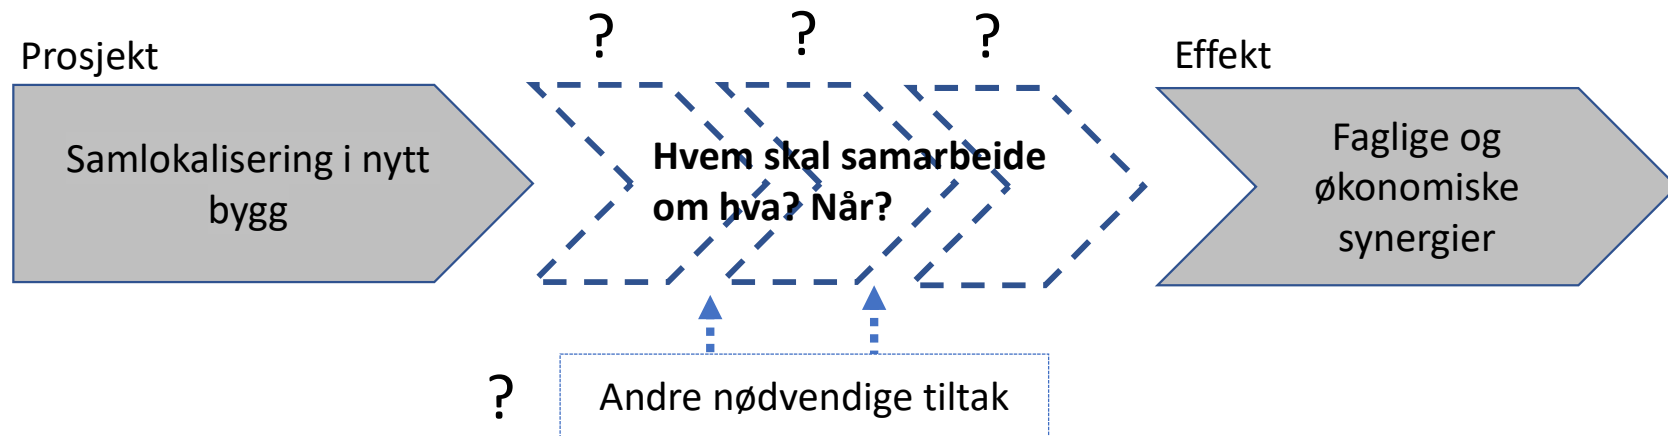 ? ? ?
Prosjekt
Effekt
Samlokalisering i nytt
bygg
Hvem skal samarbeide
om hva? Når?
Faglige og
økonomiske
synergier
? Andre nødvendige tiltak